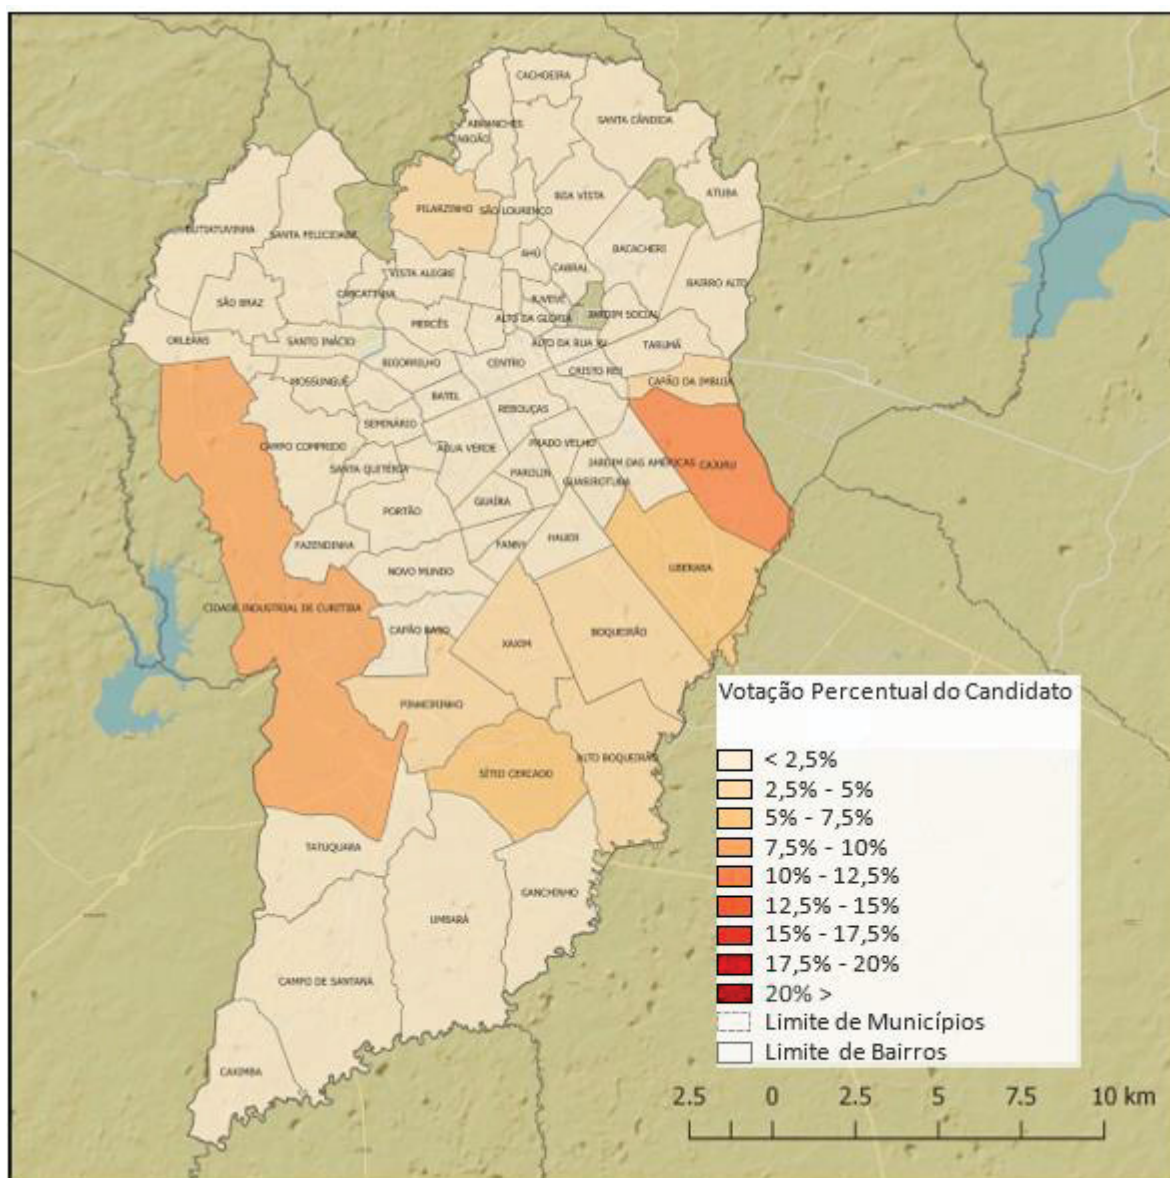 CACHOEIRA
ABRANCHES
SANTA CÂNDIDA
TABOÃO
ATUBA
BOA VISTA
PILARZINHO
SÃO LOURENÇO
BUTIATUVINHA
SANTA FELICIDADE
BACACHERI
AHÚ
CABRAL
VISTA ALEGRE
BAIRRO ALTO
CASCATINHA
SÃO BRAZ
JUVEVÊ
ALTO DA GLÓRIA
JARDIM SOCIAL
MERCÊS
ORLEANS
SANTO INÁCIO
ALTO DA RUA XV
TARUMÃ
BIGORRILHO
CENTRO
CRISTO REI
MOSSUNGUÊ
CAPÃO DA IMBUIA
BATEL
REBOUÇAS
SEMINÁRIO
CAMPO COMPRIDO
ÁGUA VERDE
PRADO VELHO
JARDIM DAS AMÉRICAS
CAJURU
SANTA QUITÉRIA
PAROLIN
GUABIROTUBA
GUAÍRA
PORTÃO
FAZENDINHA
FANNY
HAUER
NOVO MUNDO
UBERABA
CIDADE INDUSTRIAL DE CURITIBA
CAPÃO RASO
XAXIM
BOQUEIRÃO
PINHEIRINHO
SÍTIO CERCADO
ALTO BOQUEIRÃO
TATUQUARA
GANCHINHO
UMBARÁ
CAMPO DE SANTANA
CAXIMBA
Votação Percentual do Candidato
< 2,5%
2,5% - 5%
5% - 7,5%
7,5% - 10%
10% - 12,5%
12,5% - 15%
15% - 17,5%
17,5% - 20%
20% >
Limite de Municípios
Limite de Bairros
2.5 0 2.5 5 7.5 10 km